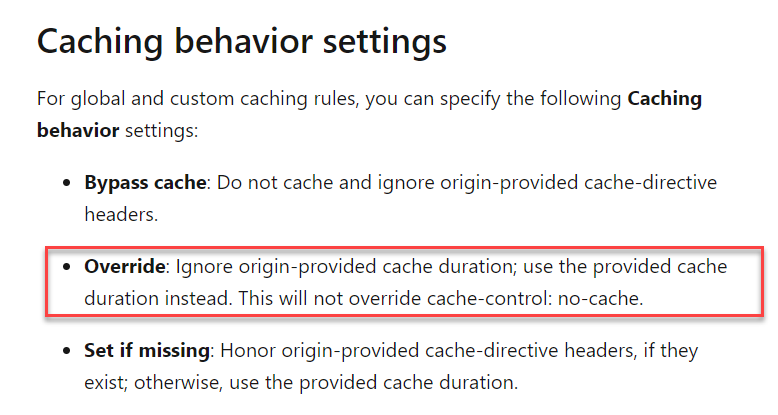 Caching behavior settings
For global and custom caching rules, you can specify the following Caching
behavior settings:
• Bypass cache: Do not cache and ignore origin-provided cache-directive
headers.
• Override: Ignore origin-provided cache duration; use the provided cache
duration instead. This will not override cache-control: no-cache.
• Set if missing: Honor origin-provided cache-directive headers, if they
exist; otherwise, use the provided cache duration.